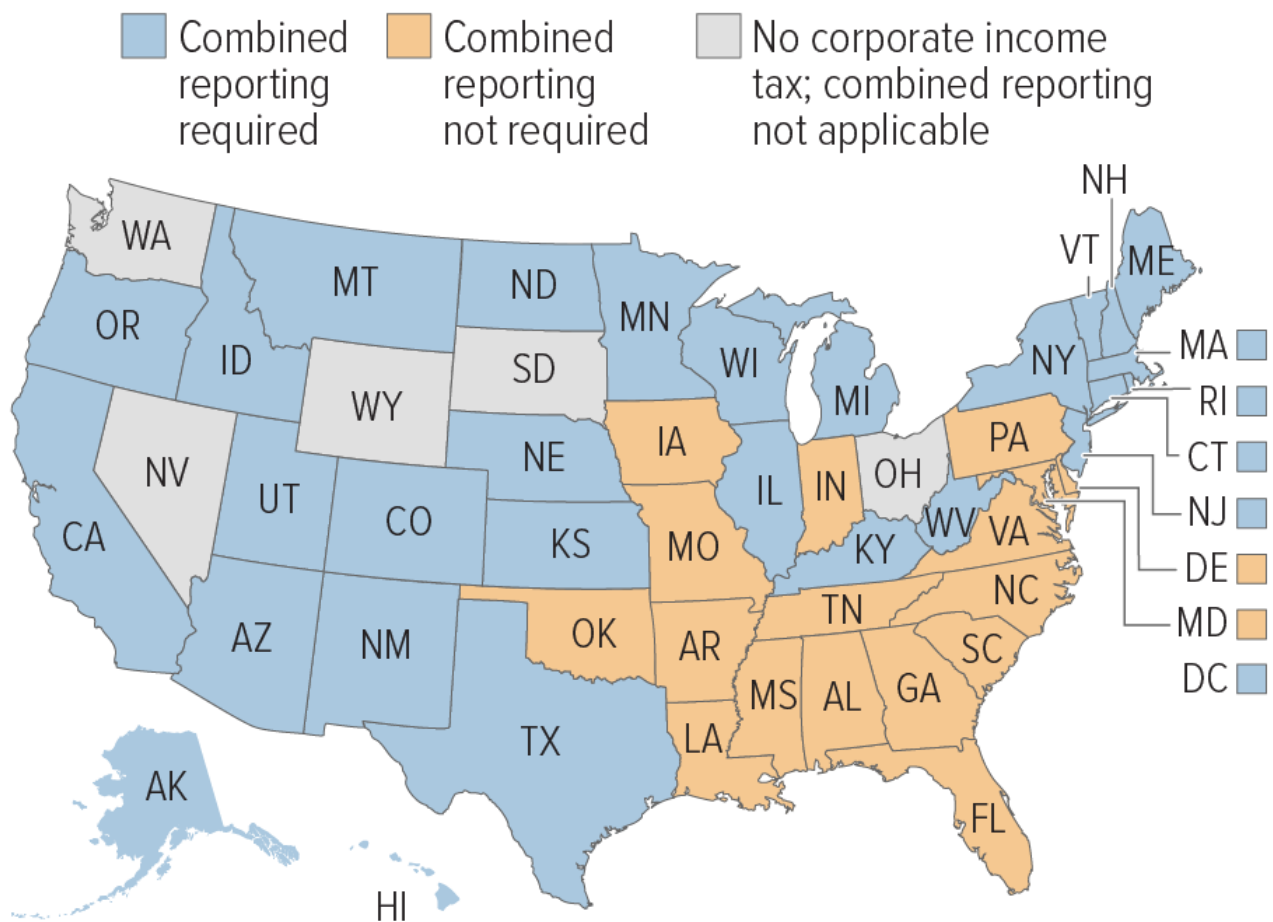 Combined
reporting
required
Combined
reporting
not required
No corporate income
tax; combined reporting
not applicable
NH
VT
ME
WA
MT
ND
MN
OR
ID
WI
NY
MA
SD
MI
RI
WY
IA
PA
CT
NE
NV
IL
IN
OH
NJ
UT
CO
CA
KS
MO
KY
WV
VA
DE
TN
NC
MD
AZ
NM
OK
AR
SC
DC
MS
AL
GA
TX
LA
AK
FL
HI